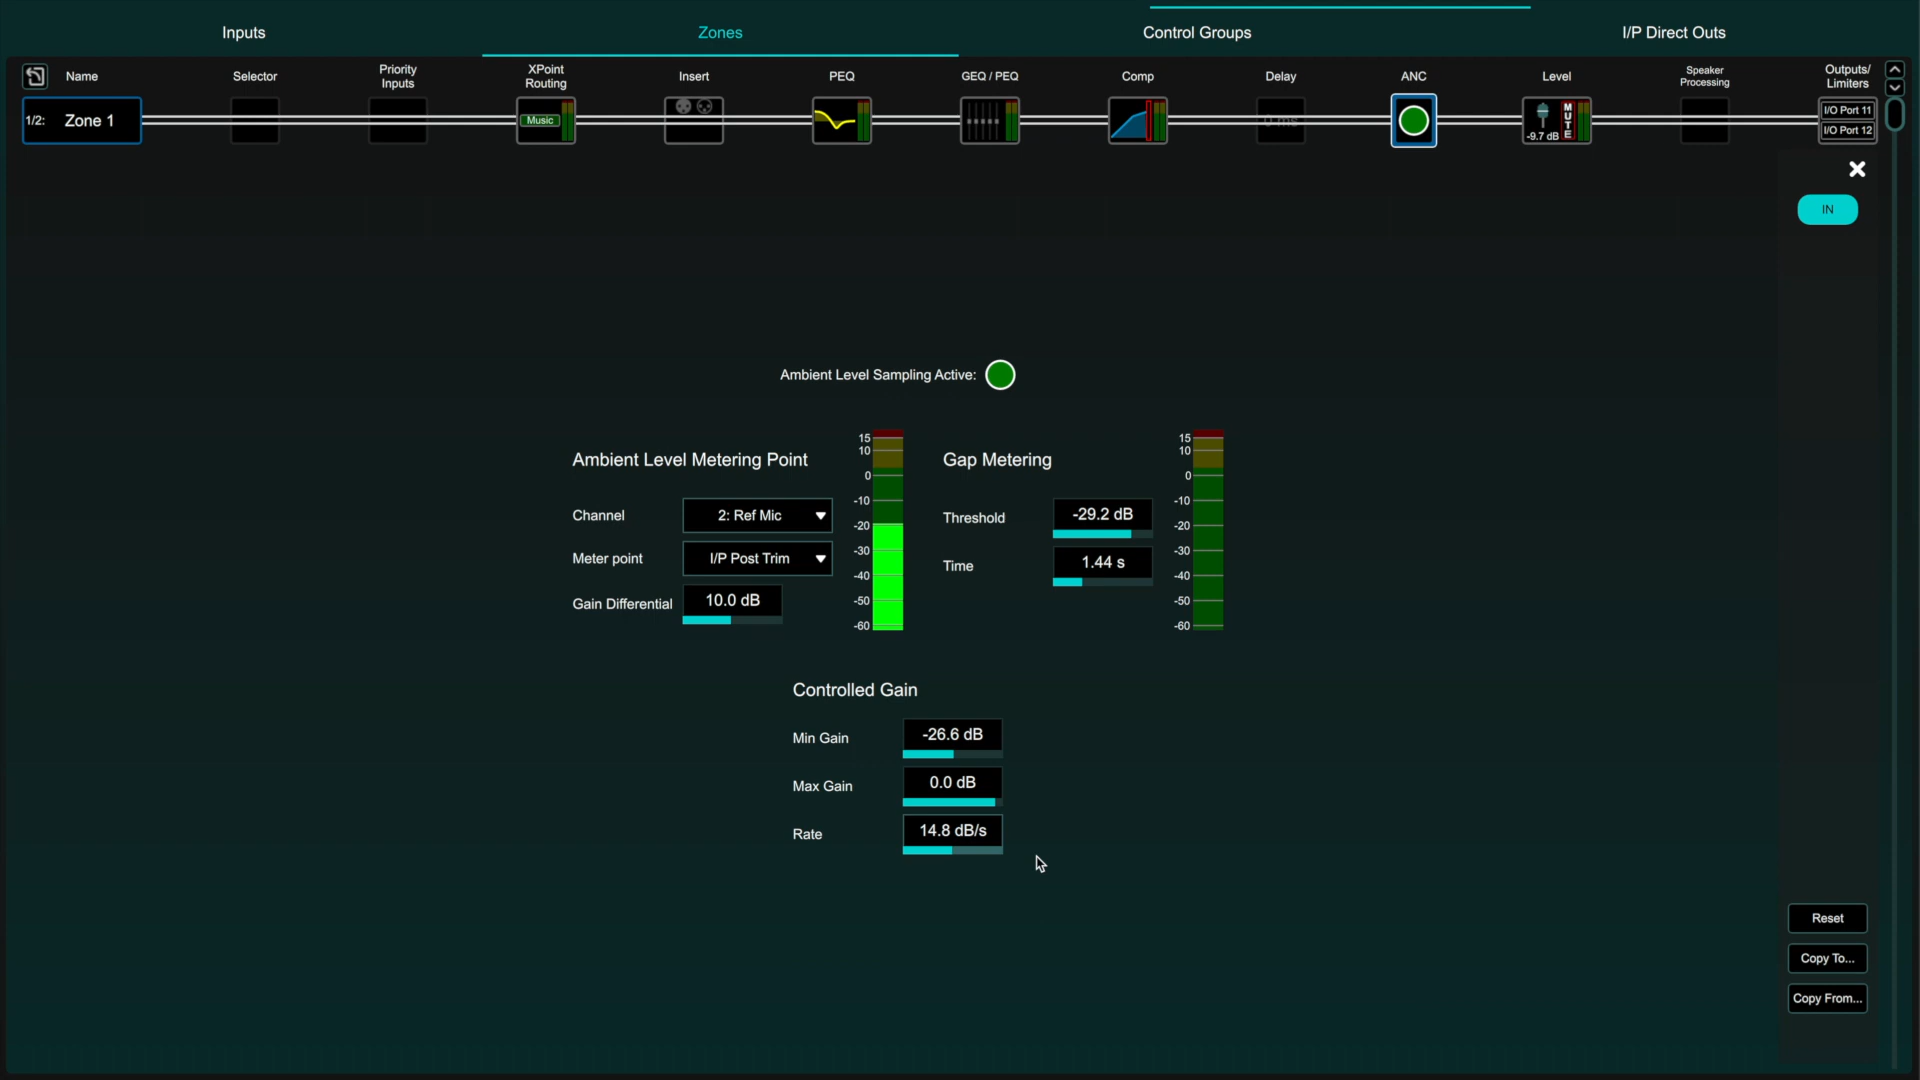 Inputs
Zones
Control Groups
I/P Direct Outs
Name
Selector
Priority
Inputs
XPoint
Routing
Insert
PEQ
GEQ / PEQ
Comp
Delay
ANC
Level
Speaker
Processing
Outputs/
Limiters
1/2: Zone 1
Music
0 ms
-9.7 dB
MUTE
I/O Port 11
I/O Port 12
IN
Ambient Level Sampling Active:
Ambient Level Metering Point
Channel
2: Ref Mic
Meter point
I/P Post Trim
Gain Differential
10.0 dB
15
10
0
-10
-20
-30
-40
-50
-60
Gap Metering
Threshold
-29.2 dB
Time
1.44 s
15
10
0
-10
-20
-30
-40
-50
-60
Controlled Gain
Min Gain
-26.6 dB
Max Gain
0.0 dB
Rate
14.8 dB/s
Reset
Copy To...
Copy From...